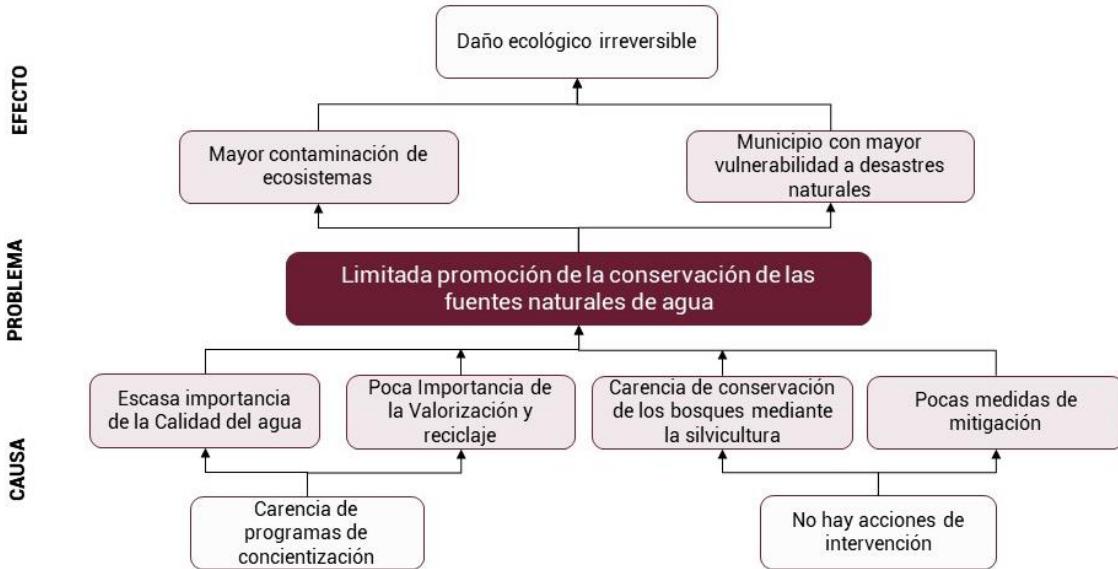 EFECTO
Daño ecológico irreversible
Mayor contaminación de
ecosistemas
Municipio con mayor
vulnerabilidad a desastres
naturales
PROBLEMA
Limitada promoción de la conservación de las
fuentes naturales de agua
CAUSA
Escasa importancia
de la Calidad del agua
Poca Importancia de
la Valorización y
reciclaje
Carencia de conservación
de los bosques mediante
la silvicultura
Pocas medidas de
mitigación
Carencia de
programas de
concientización
No hay acciones de
intervención